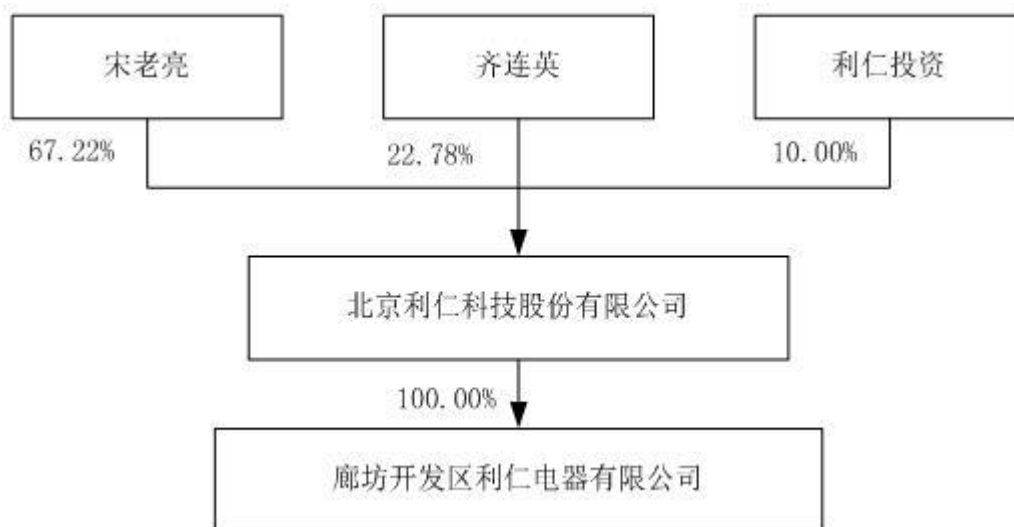 宋老亮
齐连英
利仁投资
67.22%
22.78%
10.00%
北京利仁科技股份有限公司
100.00%
廊坊开发区利仁电器有限公司